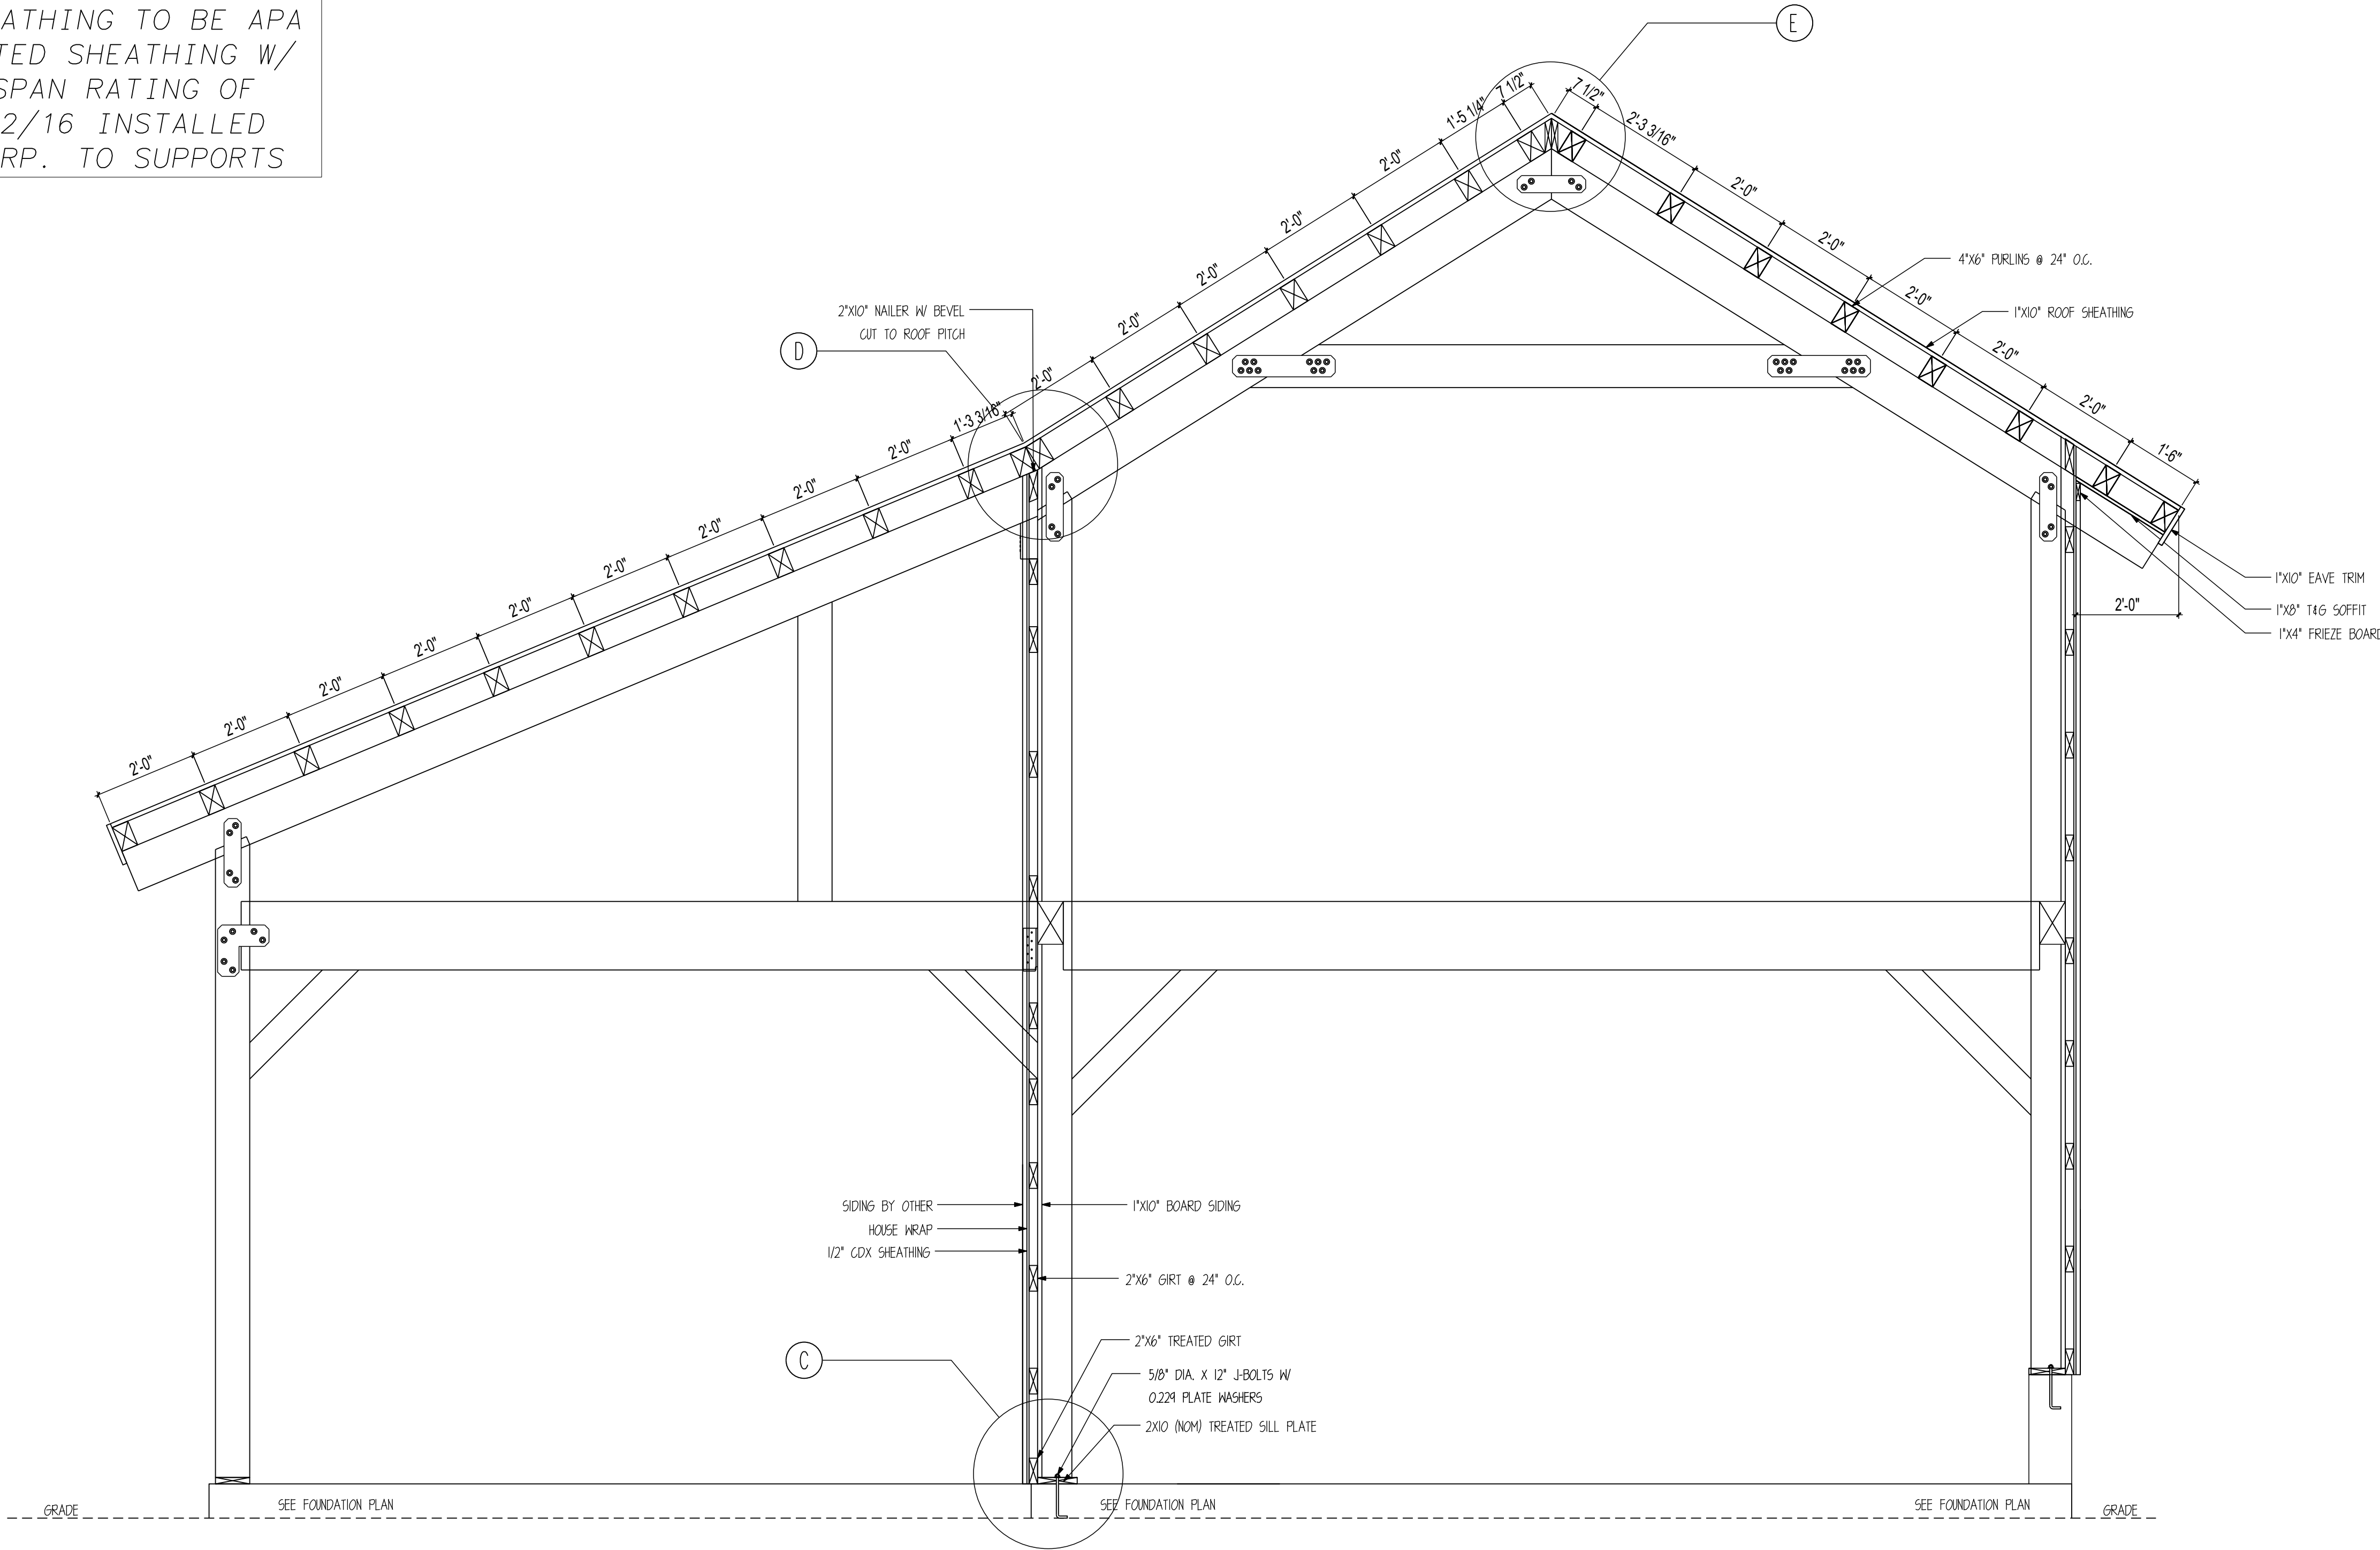 ATHING TO BE APA
TED SHEATHING W/
SPAN RATING OF
2/16 INSTALLED
RP. TO SUPPORTS
E
7 1/2"
7 1/2"
1'-5 1/4"
2'-3 3/16"
2'-0"
2'-0"
2'-0"
2'-0"
2'-0"
2'-0"
2'-0"
2'-0"
2'-0"
2'-0"
1'-6"
4"X6" PURLINS @ 24" O.C.
1"X10" ROOF SHEATHING
2"X10" NAILER W/ BEVEL
CUT TO ROOF PITCH
D
1'-3 3/16"
2'-0"
2'-0"
2'-0"
2'-0"
2'-0"
2'-0"
2'-0"
2'-0"
2'-0"
1"X10" EAVE TRIM
2'-0"
1"X8" T&G SOFFIT
1"X4" FRIEZE BOARD
SIDING BY OTHER
1"X10" BOARD SIDING
HOUSE WRAP
1/2" CDX SHEATHING
2"X6" GIRT @ 24" O.C.
2"X6" TREATED GIRT
C
5/8" DIA. X 12" J-BOLTS W/
0.229 PLATE WASHERS
2X10 (NOM) TREATED SILL PLATE
SEE FOUNDATION PLAN
SEE FOUNDATION PLAN
SEE FOUNDATION PLAN
GRADE
GRADE